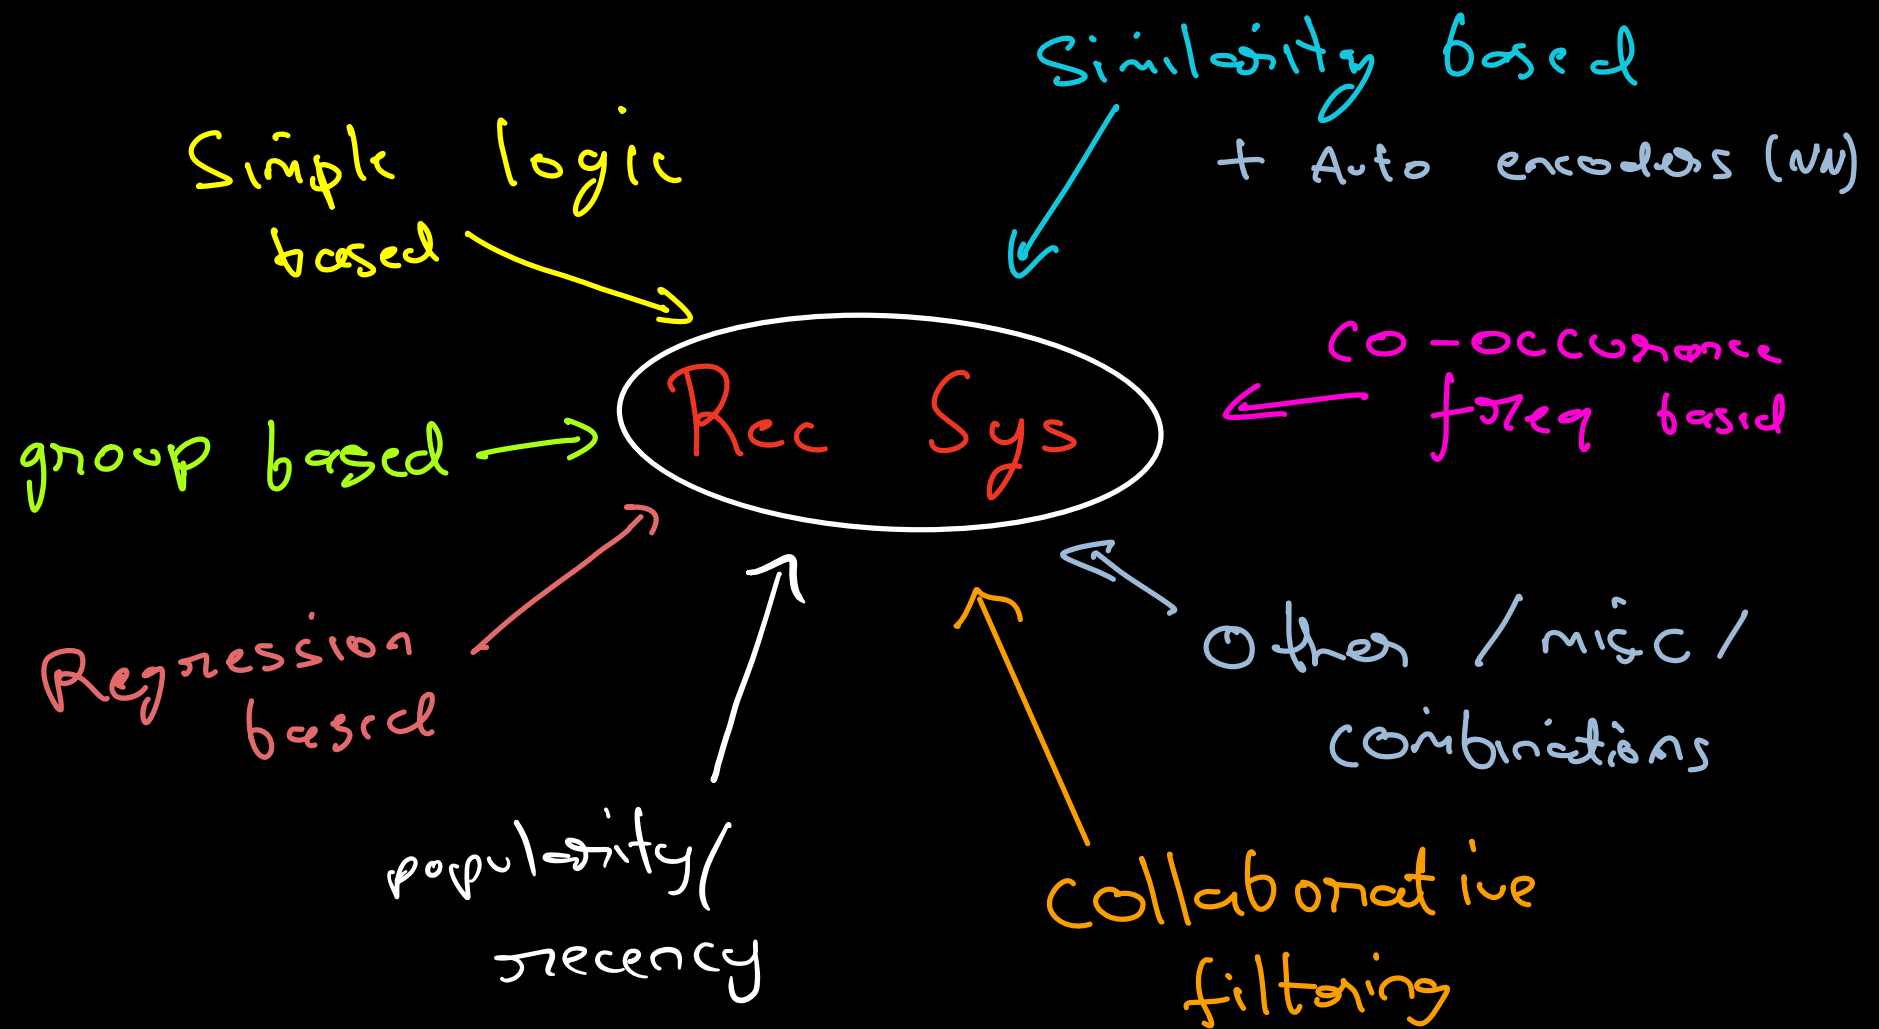 Simple logic
based
Similarity based
+ Auto encoders (NN)
co-occurance
freq based
Rec Sys
group based
Regression
based
popularity/
recency
Collaborative
filtering
Other / misc /
combinations